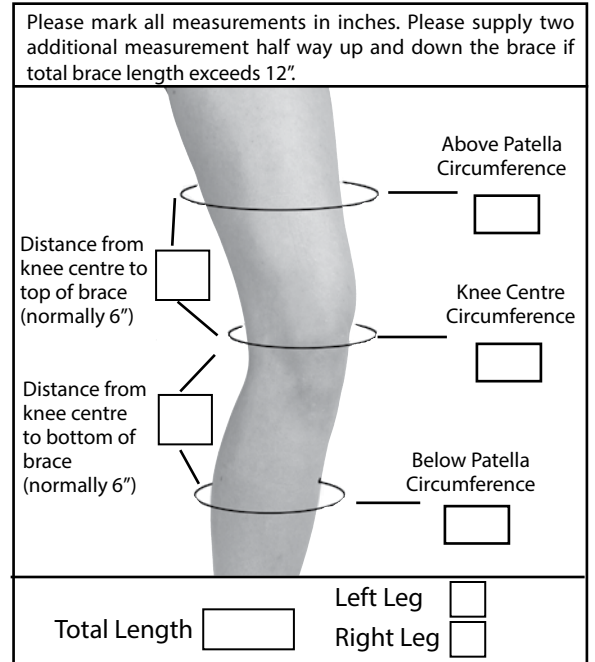 Please mark all measurements in inches. Please supply two
additional measurement half way up and down the brace if
total brace length exceeds 12”.
Above Patella
Circumference
Distance from
knee centre to
top of brace
(normally 6”)
Knee Centre
Circumference
Distance from
knee centre
to bottom of
brace
(normally 6”)
Below Patella
Circumference
Total Length
Left Leg
Right Leg